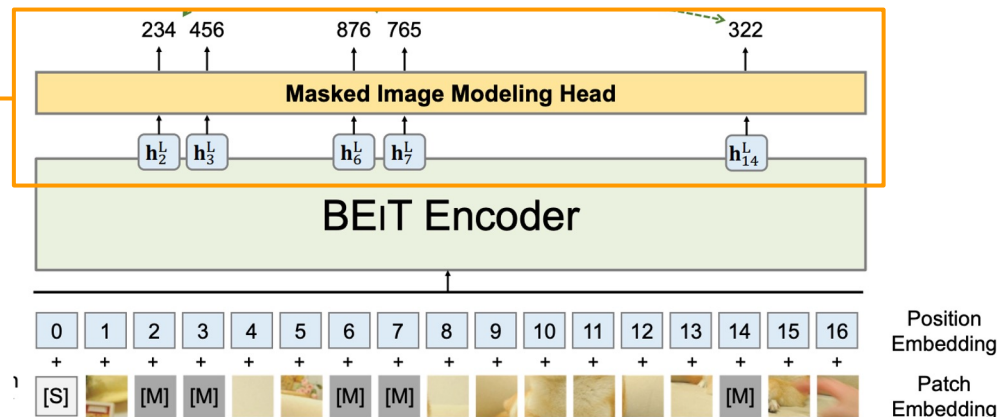 234 456 876 765 322
Masked Image Modeling Head
h₂ᴸ h₃ᴸ h₆ᴸ h₇ᴸ h₁₄ᴸ
BEIT Encoder
0 1 2 3 4 5 6 7 8 9 10 11 12 13 14 15 16
Position
Embedding
+ + + + + + + + + + + + + + + + +
[S] [M] [M] [M] [M] [M]
Patch
Embedding